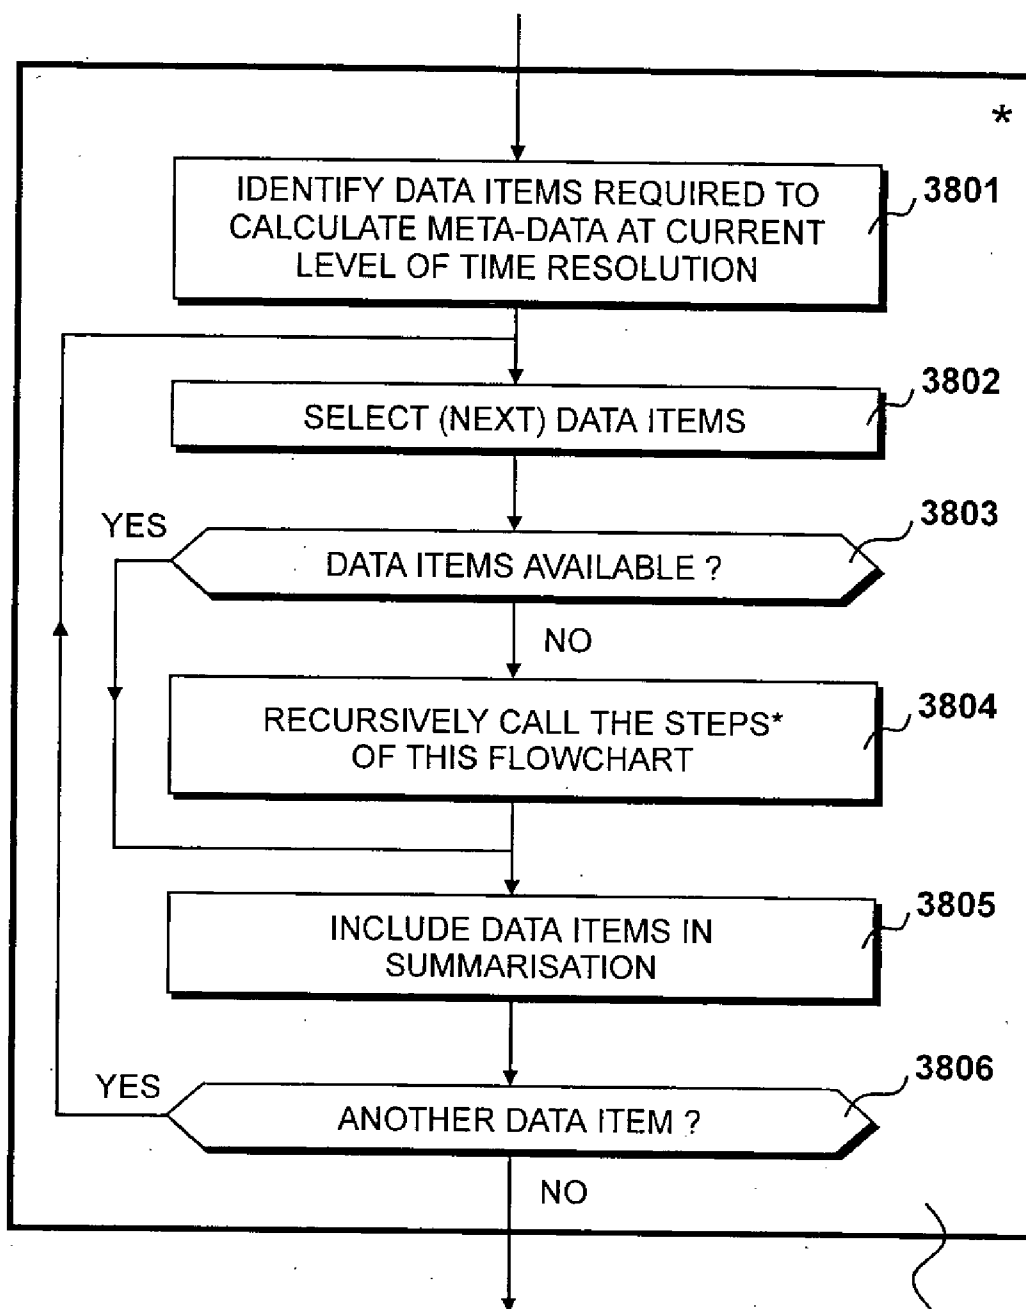 *
IDENTIFY DATA ITEMS REQUIRED TO
CALCULATE META-DATA AT CURRENT
LEVEL OF TIME RESOLUTION
3801
SELECT (NEXT) DATA ITEMS
3802
YES
DATA ITEMS AVAILABLE ?
3803
NO
RECURSIVELY CALL THE STEPS*
OF THIS FLOWCHART
3804
INCLUDE DATA ITEMS IN
SUMMARISATION
3805
YES
ANOTHER DATA ITEM ?
3806
NO